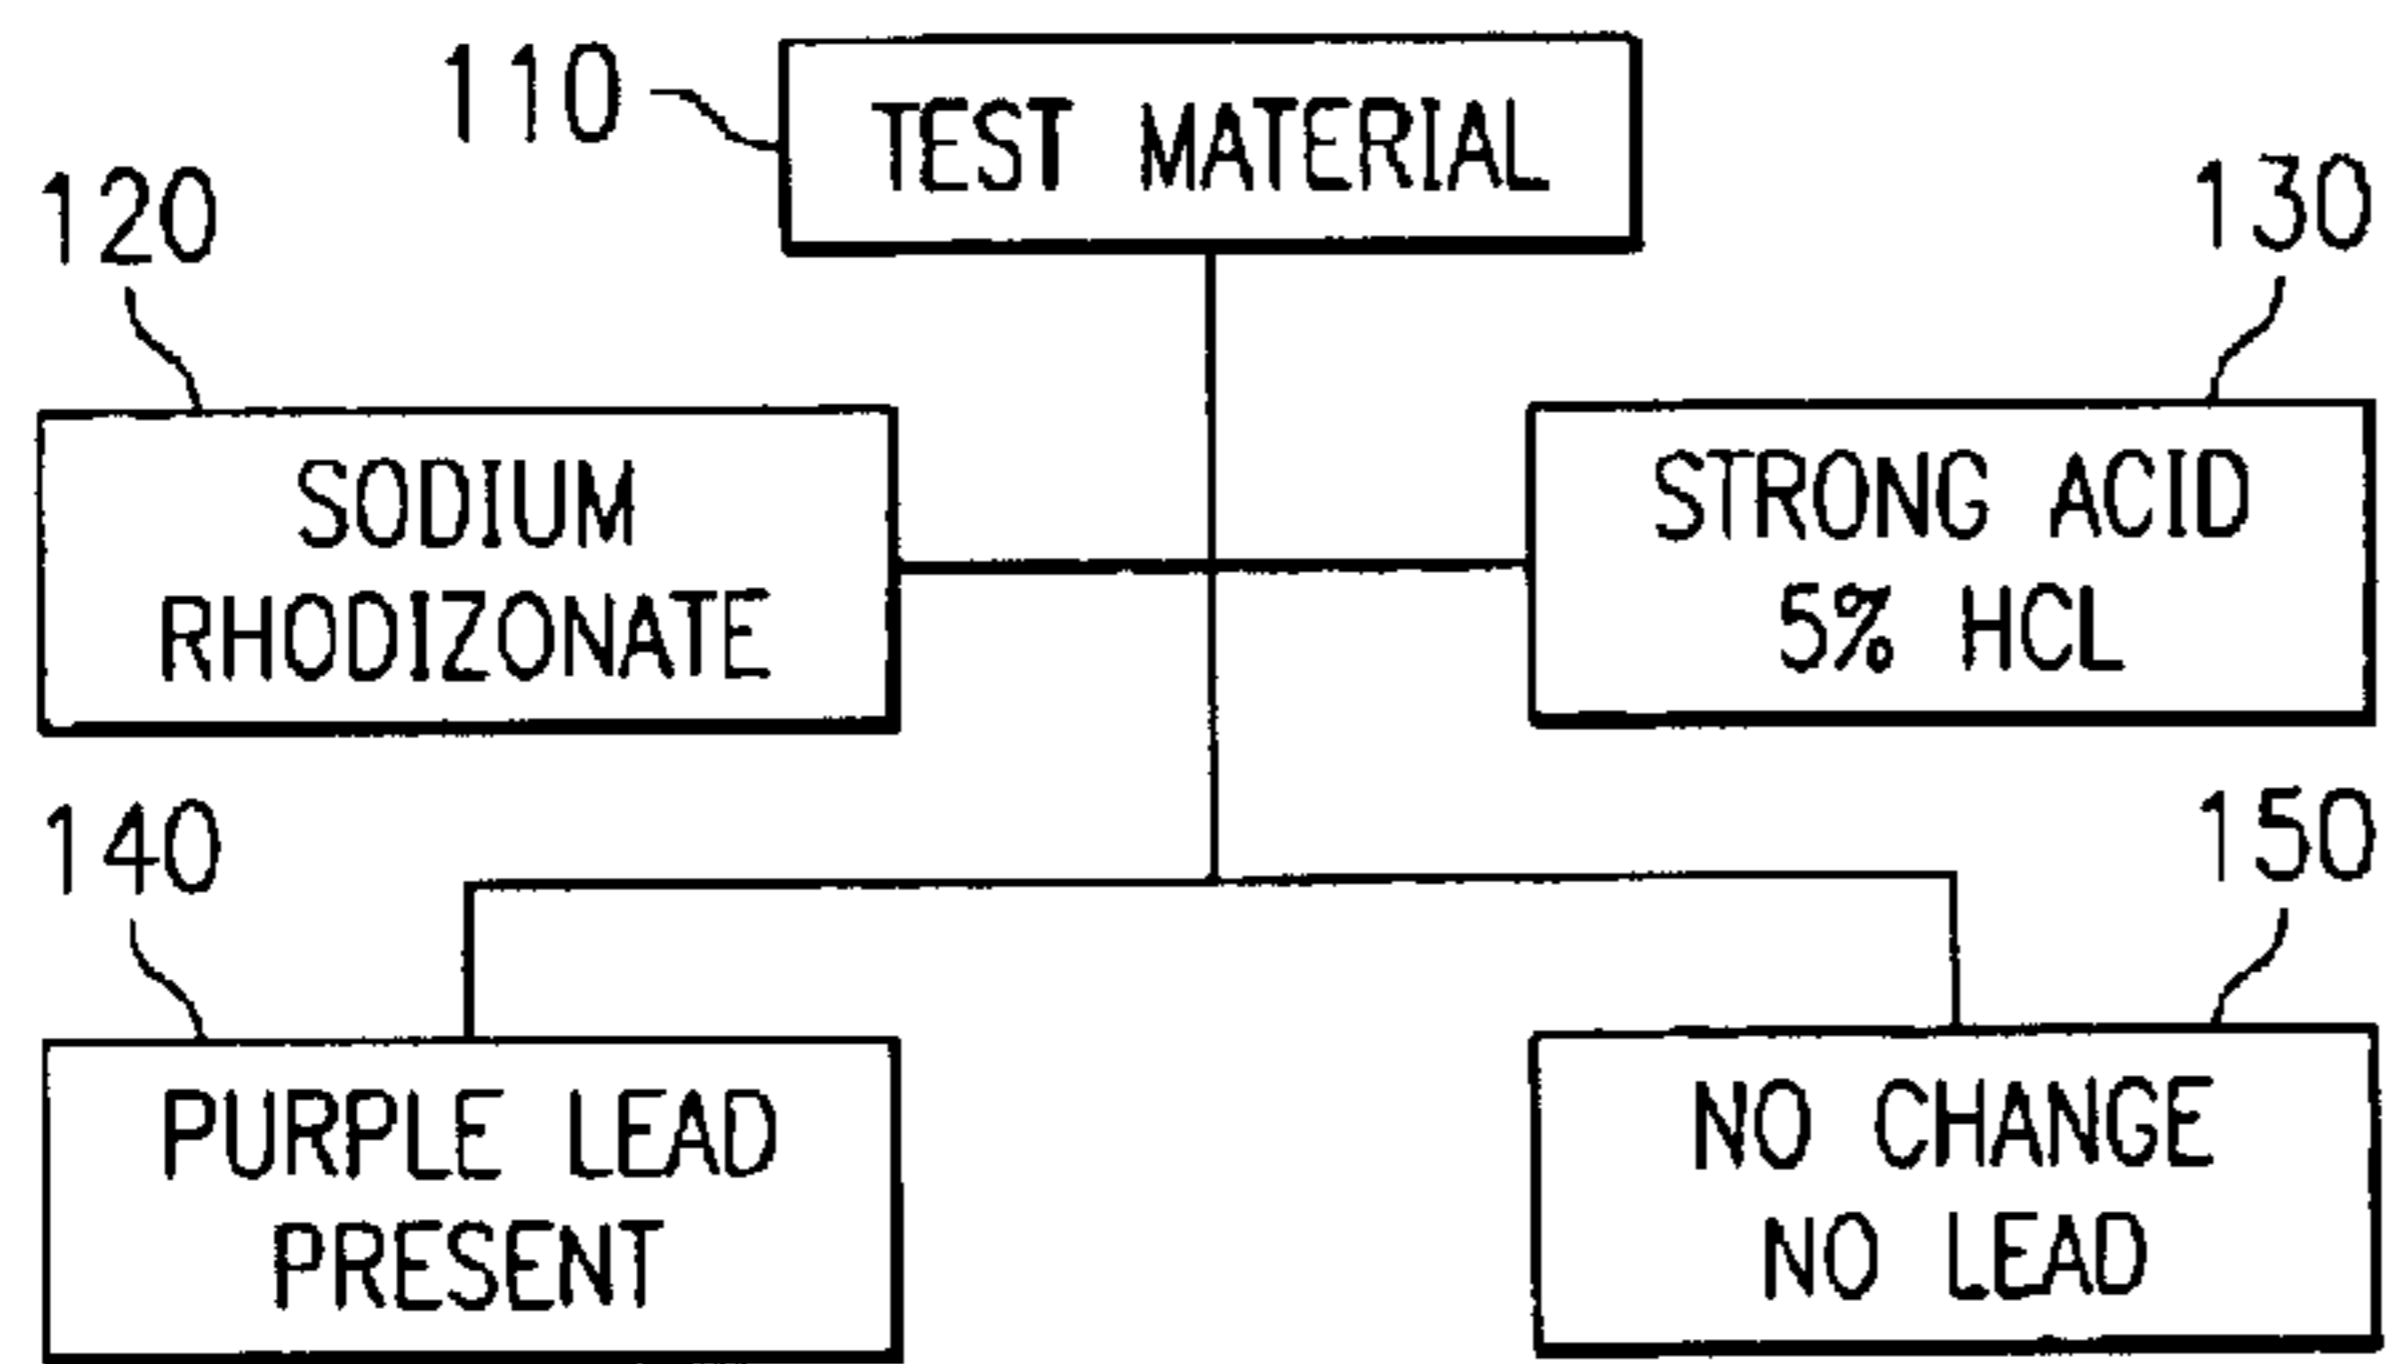 110
TEST MATERIAL
120
130
SODIUM
RHODIZONATE
STRONG ACID
5% HCL
140
150
PURPLE LEAD
PRESENT
NO CHANGE
NO LEAD